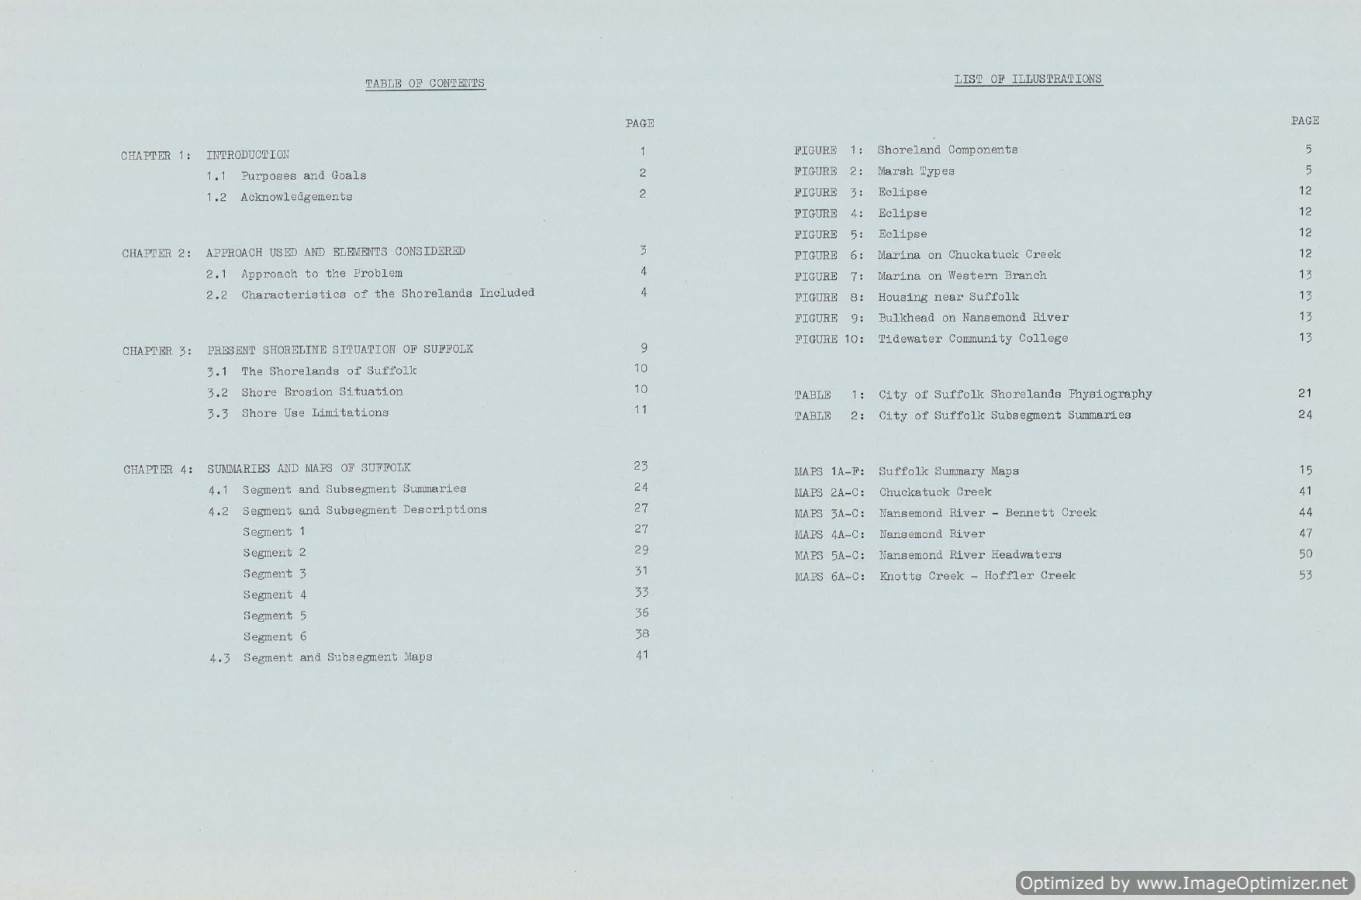 TABLE OF CONTENTS
PAGE
CHAPTER 1: INTRODUCTION 1
1.1 Purposes and Goals 2
1.2 Acknowledgements 2
CHAPTER 2: APPROACH USED AND ELEMENTS CONSIDERED 3
2.1 Approach to the Problem 4
2.2 Characteristics of the Shorelands Included 4
CHAPTER 3: PRESENT SHORELINE SITUATION OF SUFFOLK 9
3.1 The Shorelands of Suffolk 10
3.2 Shore Erosion Situation 10
3.3 Shore Use Limitations 11
CHAPTER 4: SUMMARIES AND MAPS OF SUFFOLK 23
4.1 Segment and Subsegment Summaries 24
4.2 Segment and Subsegment Descriptions 27
Segment 1 27
Segment 2 29
Segment 3 31
Segment 4 33
Segment 5 36
Segment 6 38
4.3 Segment and Subsegment Maps 41
LIST OF ILLUSTRATIONS
PAGE
FIGURE 1: Shoreland Components 5
FIGURE 2: Marsh Types 5
FIGURE 3: Eclipse 12
FIGURE 4: Eclipse 12
FIGURE 5: Eclipse 12
FIGURE 6: Marina on Chuckatuck Creek 12
FIGURE 7: Marina on Western Branch 13
FIGURE 8: Housing near Suffolk 13
FIGURE 9: Bulkhead on Nansemond River 13
FIGURE 10: Tidewater Community College 13
TABLE 1: City of Suffolk Shorelands Physiography 21
TABLE 2: City of Suffolk Subsegment Summaries 24
MAPS 1A-F: Suffolk Summary Maps 15
MAPS 2A-C: Chuckatuck Creek 41
MAPS 3A-C: Nansemond River - Bennett Creek 44
MAPS 4A-C: Nansemond River 47
MAPS 5A-C: Nansemond River Headwaters 50
MAPS 6A-C: Knotts Creek - Hoffler Creek 53
Optimized by www.ImageOptimizer.net